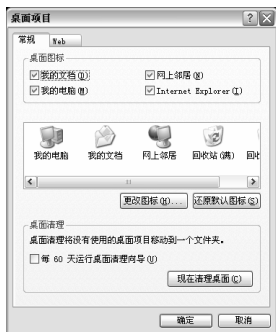 桌面项目
常规 Web
桌面图标
我的文档(D) 网上邻居(N)
我的电脑(M) Internet Explorer(I)
我的电脑 我的文档 网上邻居 回收站(满)
更改图标(H)... 还原默认图标(S)
桌面清理
桌面清理将没有使用的桌面项目移动到一个文件夹。
每 60 天运行桌面清理向导(U)
现在清理桌面(C)
确定 取消